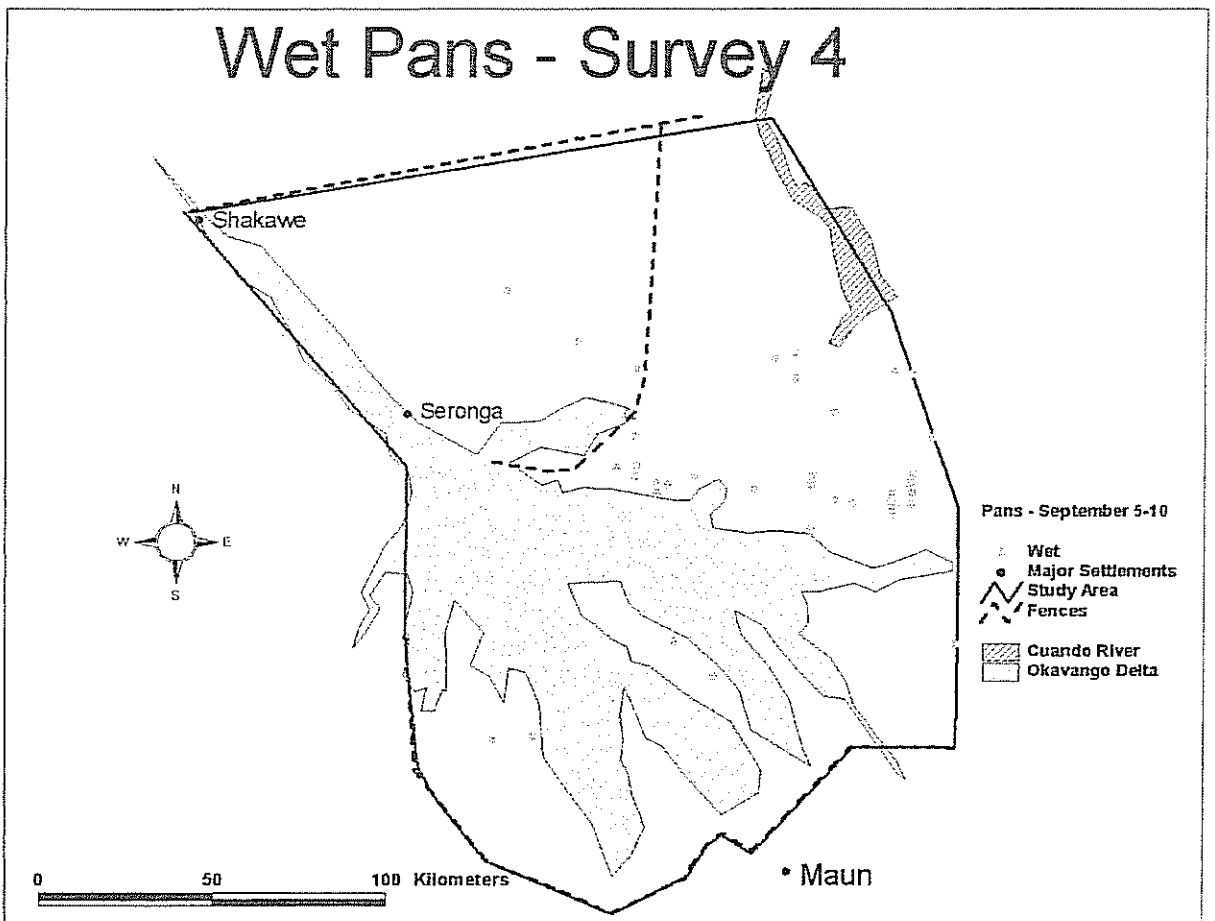 Wet Pans - Survey 4
Shakawe
Seronga
N
W E
S
Pans - September 5-10
Wet
Major Settlements
Study Area
Fences
Cuando River
Okavango Delta
0 50 100 Kilometers
Maun